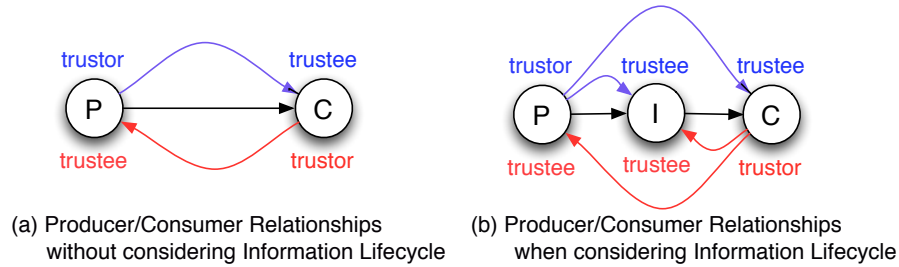 trustor
trustee
P
C
trustee
trustor
(a) Producer/Consumer Relationships
without considering Information Lifecycle
trustor
trustee
trustee
P
I
C
trustee
trustee
trustor
(b) Producer/Consumer Relationships
when considering Information Lifecycle